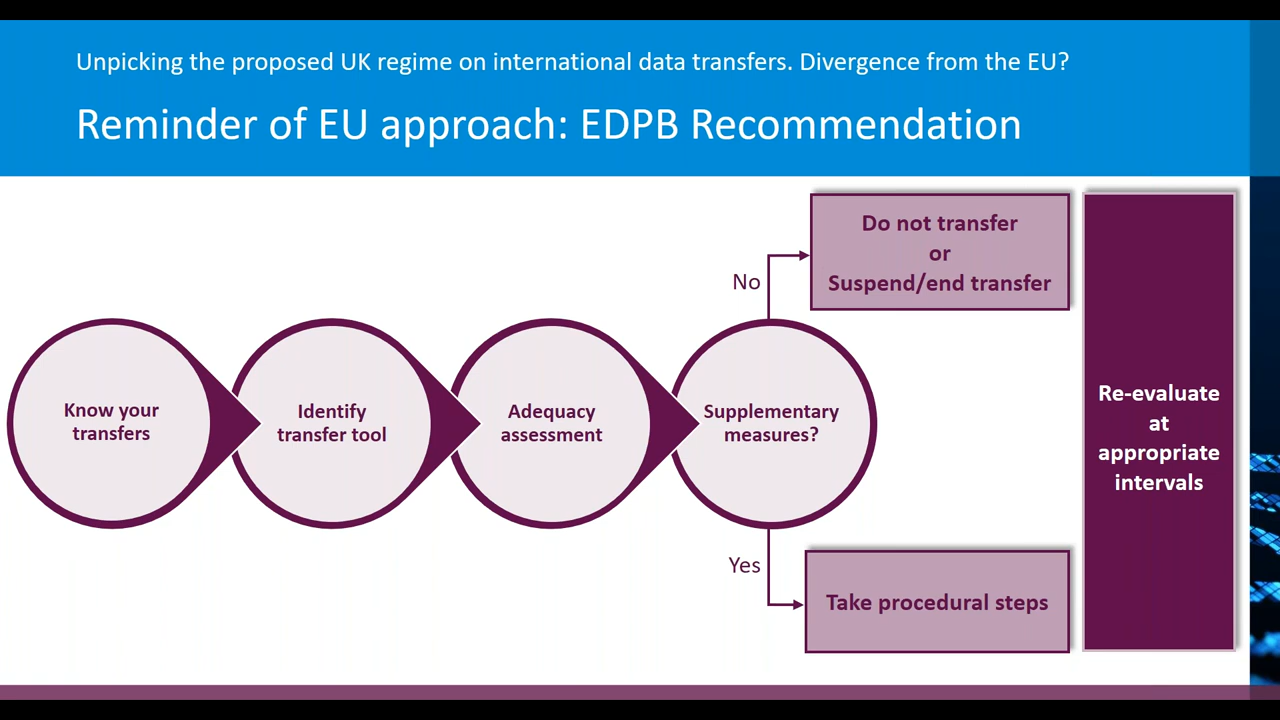 Unpicking the proposed UK regime on international data transfers. Divergence from the EU?
Reminder of EU approach: EDPB Recommendation
Know your
transfers
Identify
transfer tool
Adequacy
assessment
Supplementary
measures?
No
Do not transfer
or
Suspend/end transfer
Yes
Take procedural steps
Re-evaluate
at
appropriate
intervals